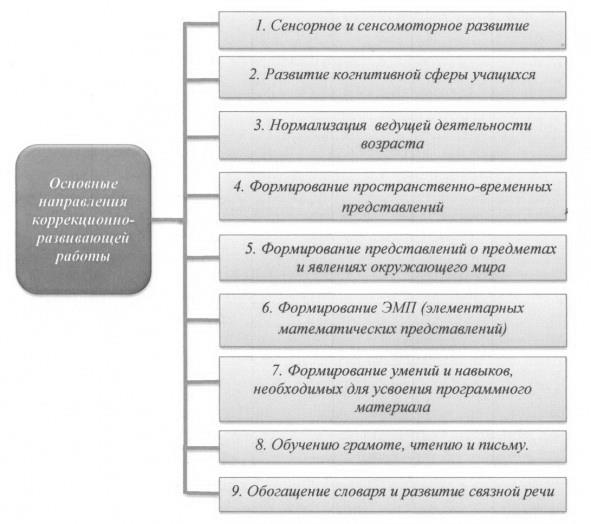 1. Сенсорное и сенсомоторное развитие
2. Развитие когнитивной сферы учащихся
3. Нормализация ведущей деятельности
возраста
Основные
направления
коррекционно-
развивающей
работы
4. Формирование пространственно-временных
представлений
5. Формирование представлений о предметах
и явлениях окружающего мира
6. Формирование ЭМП (элементарных
математических представлений)
7. Формирование умений и навыков,
необходимых для усвоения программного
материала
8. Обучению грамоте, чтению и письму.
9. Обогащение словаря и развитие связной речи